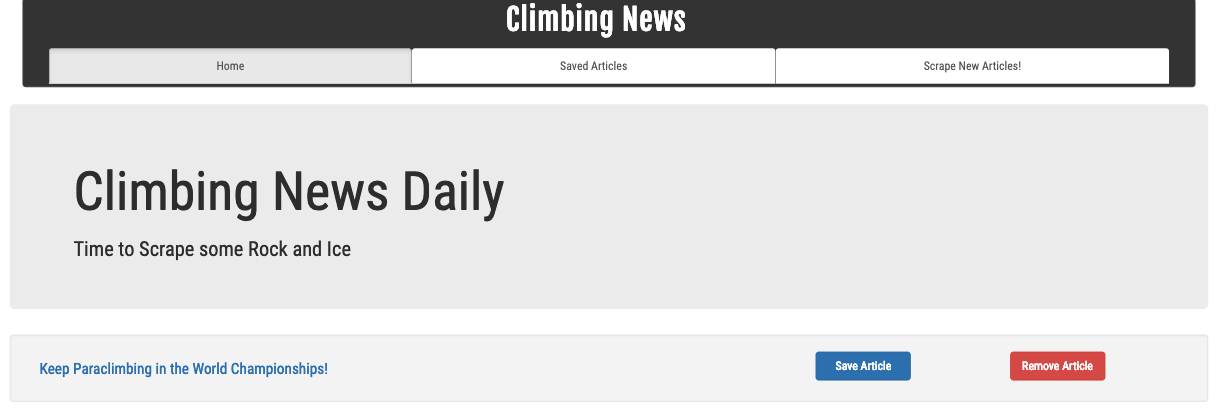 Climbing News
Home Saved Articles Scrape New Articles!
Climbing News Daily
Time to Scrape some Rock and Ice
Keep Paraclimbing in the World Championships! Save Article Remove Article